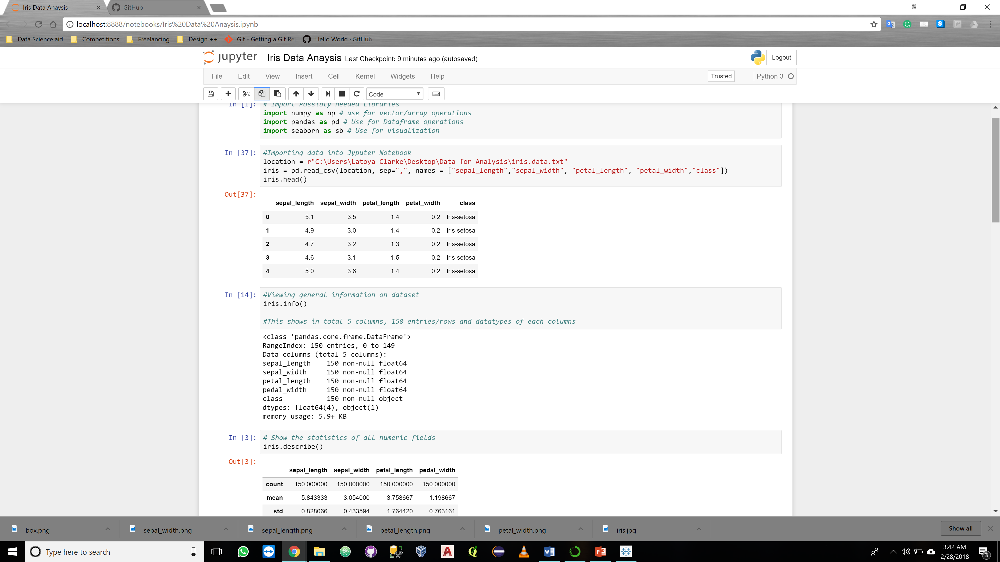 Iris Data Anaysis
GitHub
localhost:8888/notebooks/Iris%20Data%20Anaysis.ipynb
Data Science aid
Competitions
Freelancing
Design ++
Git - Getting a Git Re
Hello World · GitHub
jupyter Iris Data Anaysis Last Checkpoint: 9 minutes ago (autosaved)
Logout
File Edit View Insert Cell Kernel Widgets Help
Trusted
Python 3
Code
In [1]: # Import Possibly needed Libraries
import numpy as np # use for vector/array operations
import pandas as pd # Use for Dataframe operations
import seaborn as sb # Use for visualization
In [37]: #Importing data into Jyputer Notebook
location = r"C:\Users\Latoya Clarke\Desktop\Data for Analysis\iris.data.txt"
iris = pd.read_csv(location, sep=",", names = ["sepal_length","sepal_width", "petal_length", "petal_width","class"])
iris.head()
Out[37]:
sepal_length sepal_width petal_length petal_width class
0 5.1 3.5 1.4 0.2 Iris-setosa
1 4.9 3.0 1.4 0.2 Iris-setosa
2 4.7 3.2 1.3 0.2 Iris-setosa
3 4.6 3.1 1.5 0.2 Iris-setosa
4 5.0 3.6 1.4 0.2 Iris-setosa
In [14]: #Viewing general information on dataset
iris.info()
#This shows in total 5 columns, 150 entries/rows and datatypes of each columns
<class 'pandas.core.frame.DataFrame'>
RangeIndex: 150 entries, 0 to 149
Data columns (total 5 columns):
sepal_length    150 non-null float64
sepal_width     150 non-null float64
petal_length    150 non-null float64
pedal_width     150 non-null float64
class           150 non-null object
dtypes: float64(4), object(1)
memory usage: 5.9+ KB
In [3]: # Show the statistics of all numeric fields
iris.describe()
Out[3]:
sepal_length sepal_width petal_length pedal_width
count 150.000000 150.000000 150.000000 150.000000
mean 5.843333 3.054000 3.758667 1.198667
std 0.828066 0.433594 1.764420 0.763161
box.png
sepal_width.png
sepal_length.png
petal_length.png
petal_width.png
iris.jpg
Show all
Type here to search
3:42 AM
2/28/2018
3